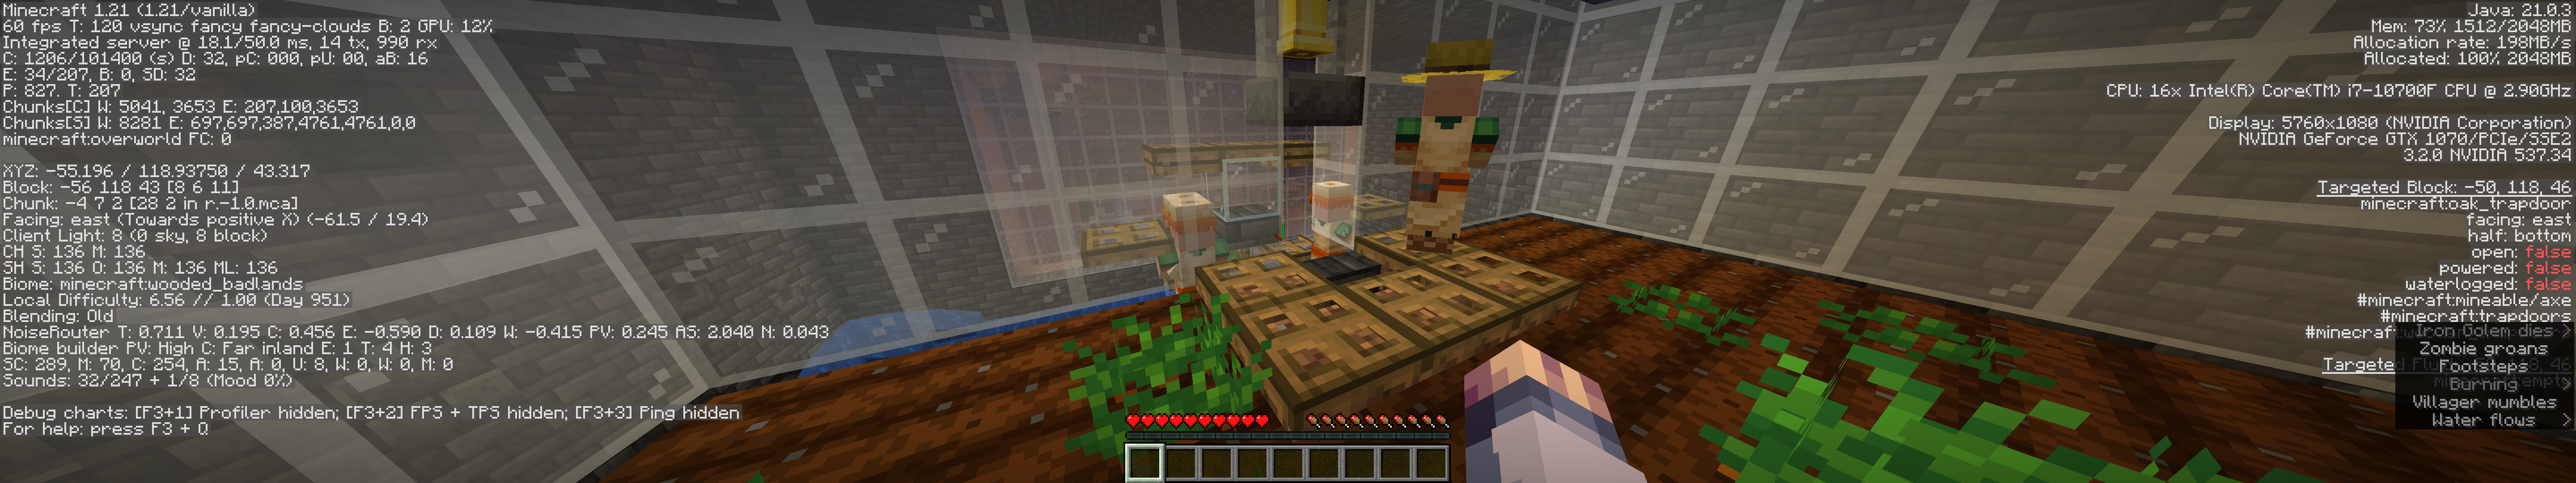 Minecraft 1.21 (1.21/vanilla)
60 fps T: 120 vsync fancy fancy-clouds B: 2 GPU: 12%
Integrated server @ 18.1/50.0 ms, 14 tx, 990 rx
C: 1206/101400 (s) D: 32, pC: 000, pU: 00, aB: 16
E: 34/207, B: 0, SD: 32
P: 827. T: 207
Chunks[C] W: 5041, 3653 E: 207,100,3653
Chunks[S] W: 8281 E: 697,697,387,4761,4761,0,0
minecraft:overworld FC: 0
XYZ: -55.196 / 118.93750 / 43.317
Block: -56 118 43 [8 6 11]
Chunk: -4 7 2 [28 2 in r.-1.0.mca]
Facing: east (Towards positive X) (-61.5 / 19.4)
Client Light: 8 (0 sky, 8 block)
CH S: 136 M: 136
SH S: 136 O: 136 M: 136 ML: 136
Biome: minecraft:wooded_badlands
Local Difficulty: 6.56 // 1.00 (Day 951)
Blending: Old
NoiseRouter T: 0.711 V: 0.195 C: 0.456 E: -0.590 D: 0.109 W: -0.415 PV: 0.245 AS: 2.040 N: 0.043
Biome builder PV: High C: Far inland E: 1 T: 4 H: 3
SC: 289, M: 70, C: 254, A: 15, A: 0, U: 8, W: 0, W: 0, M: 0
Sounds: 32/247 + 1/8 (Mood 0%)
Debug charts: [F3+1] Profiler hidden; [F3+2] FPS + TPS hidden; [F3+3] Ping hidden
For help: press F3 + Q
Java: 21.0.3
Mem: 73% 1512/2048MB
Allocation rate: 198MB/s
Allocated: 100% 2048MB
CPU: 16x Intel(R) Core(TM) i7-10700F CPU @ 2.90GHz
Display: 5760x1080 (NVIDIA Corporation)
NVIDIA GeForce GTX 1070/PCIe/SSE2
3.2.0 NVIDIA 537.34
Targeted Block: -50, 118, 46
minecraft:oak_trapdoor
facing: east
half: bottom
open: false
powered: false
waterlogged: false
#minecraft:mineable/axe
#minecraft:trapdoors
#minecraft:
Iron Golem dies >
Zombie groans
Targeted
Footsteps
Burning >
Villager mumbles
Water flows >